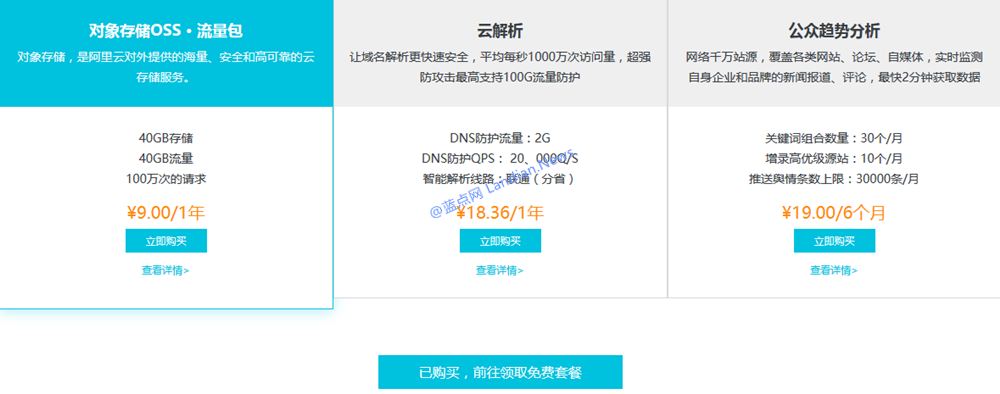 对象存储OSS·流量包
对象存储，是阿里云对外提供的海量、安全和高可靠的云
存储服务。
40GB存储
40GB流量
100万次的请求
¥9.00/1年
立即购买
查看详情>
云解析
让域名解析更快速安全，平均每秒1000万次访问量，超强
防攻击最高支持100G流量防护
DNS防护流量：2G
DNS防护QPS： 20、000Q/S
智能解析线路：联通（分省）
¥18.36/1年
立即购买
查看详情>
公众趋势分析
网络千万站源，覆盖各类网站、论坛、自媒体，实时监测
自身企业和品牌的新闻报道、评论，最快2分钟获取数据
关键词组合数量：30个/月
增录高优级源站：10个/月
推送舆情条数上限：30000条/月
¥19.00/6个月
立即购买
查看详情>
@蓝点网 Landian.News
已购买，前往领取免费套餐